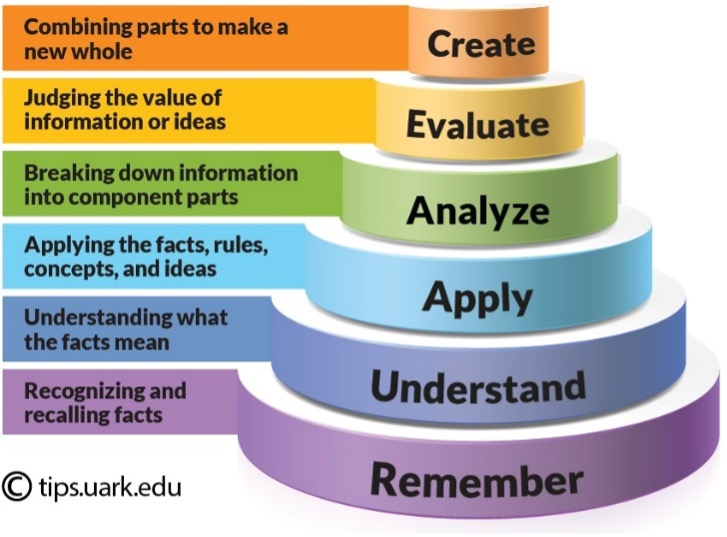 Combining parts to make a
new whole
Create
Judging the value of
information or ideas
Evaluate
Breaking down information
into component parts
Analyze
Applying the facts, rules,
concepts, and ideas
Apply
Understanding what
the facts mean
Understand
Recognizing and
recalling facts
Remember
© tips.uark.edu